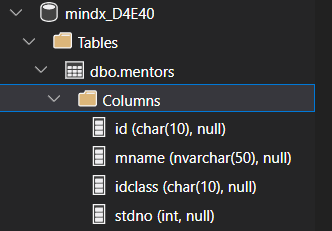 mindx_D4E40
Tables
dbo.mentors
Columns
id (char(10), null)
mname (nvarchar(50), null)
idclass (char(10), null)
stdno (int, null)